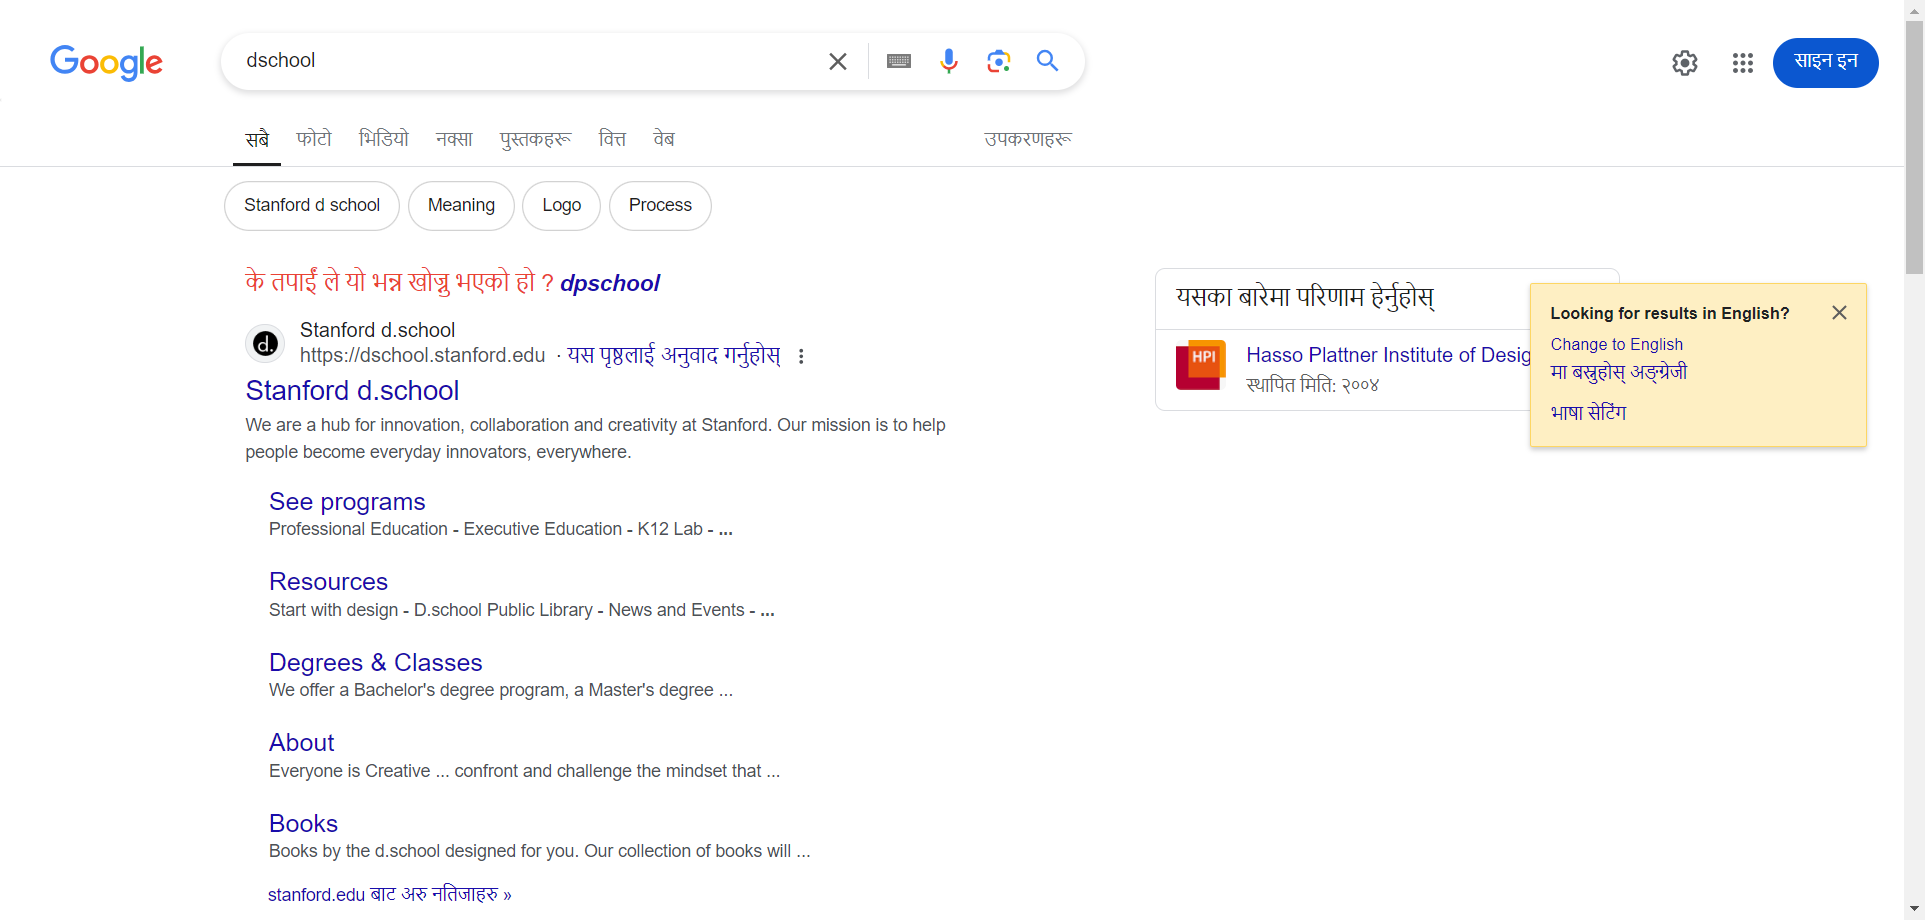 Google
dschool
साइन इन
सबै फोटो भिडियो नक्सा पुस्तकहरू वित्त वेब उपकरणहरू
Stanford d school Meaning Logo Process
के तपाईं ले यो भन्न खोज्नु भएको हो ? dpschool
Stanford d.school
https://dschool.stanford.edu · यस पृष्ठलाई अनुवाद गर्नुहोस्
Stanford d.school
We are a hub for innovation, collaboration and creativity at Stanford. Our mission is to help
people become everyday innovators, everywhere.
See programs
Professional Education - Executive Education - K12 Lab - ...
Resources
Start with design - D.school Public Library - News and Events - ...
Degrees & Classes
We offer a Bachelor's degree program, a Master's degree ...
About
Everyone is Creative ... confront and challenge the mindset that ...
Books
Books by the d.school designed for you. Our collection of books will ...
stanford.edu बाट अरु नतिजाहरु »
यसका बारेमा परिणाम हेर्नुहोस्
HPI
Hasso Plattner Institute of Desig
स्थापित मिति: २००४
Looking for results in English?
Change to English
मा बस्नुहोस् अङ्ग्रेजी
भाषा सेटिंग